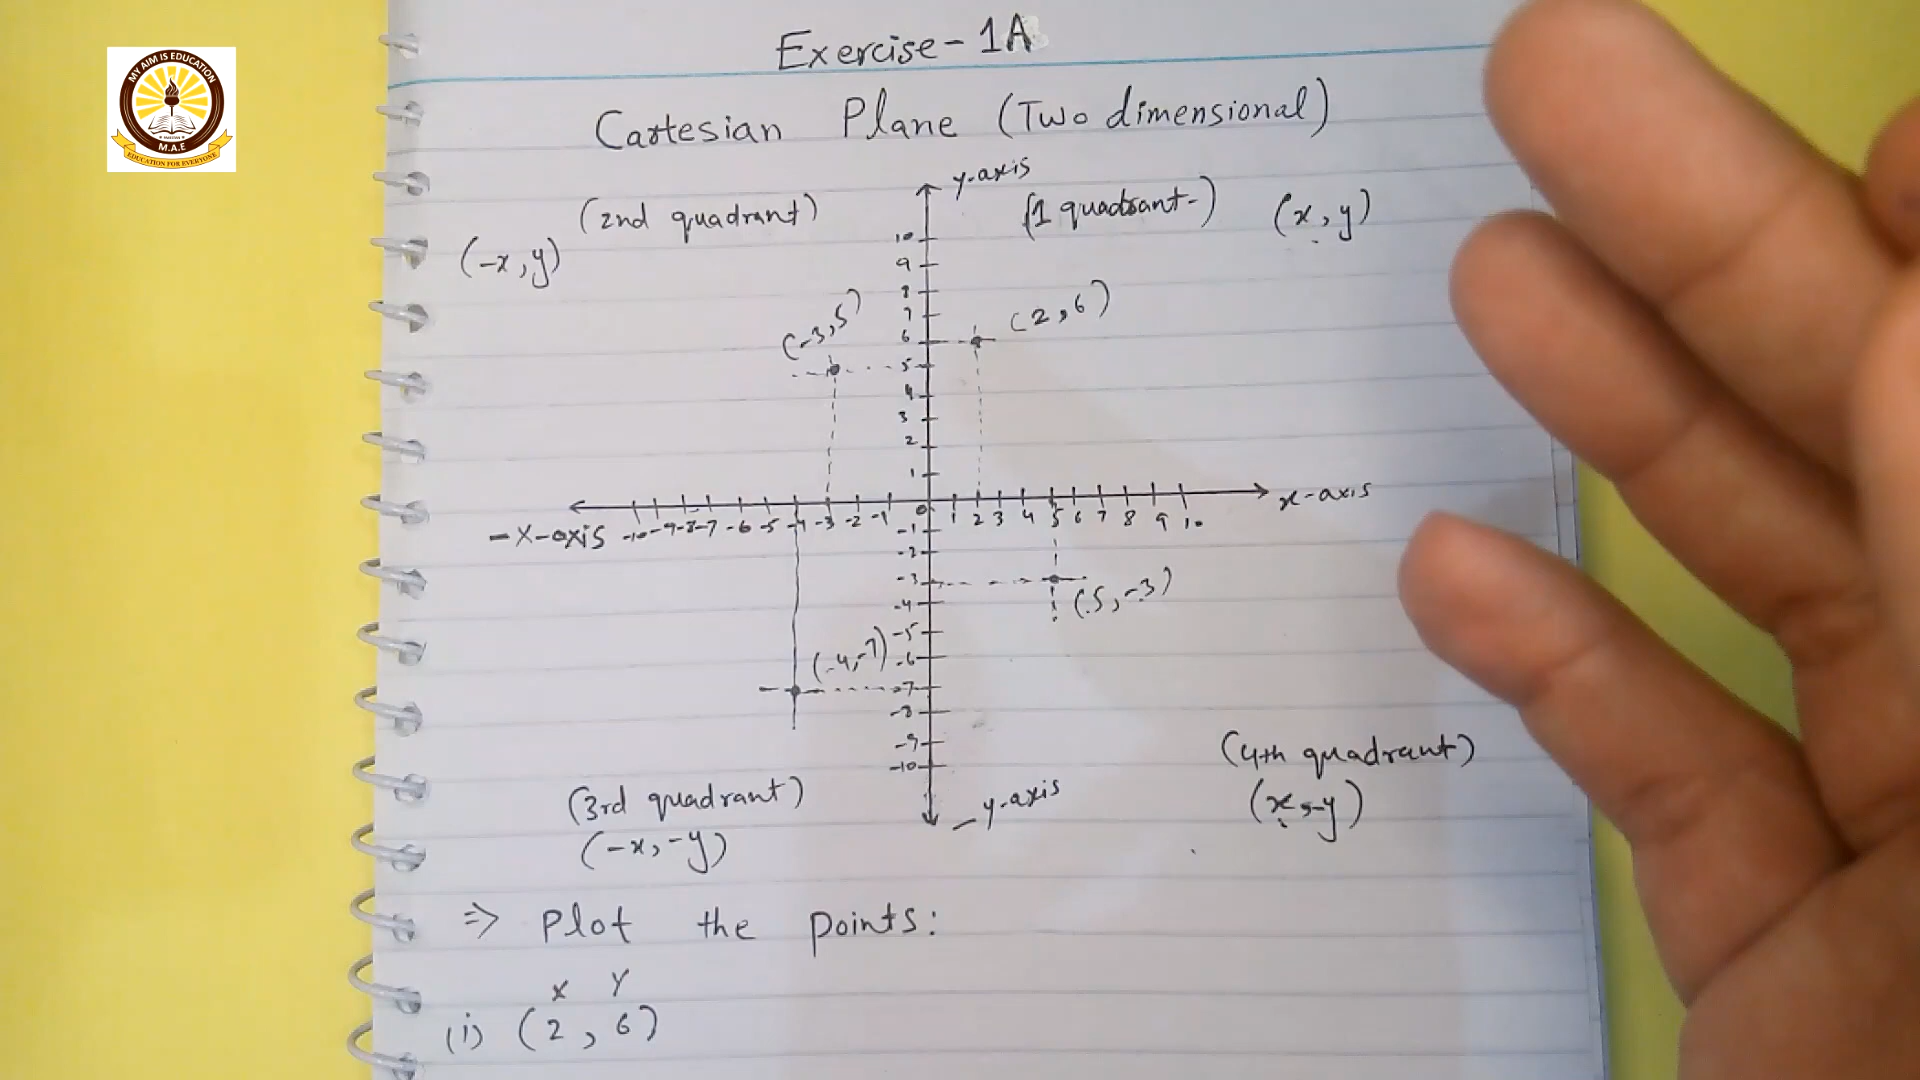 MY AIM IS EDUCATION
M.A.E
EDUCATION FOR EVERYONE
Exercise - 1A
Cartesian Plane (Two dimensional)
y-axis
(2nd quadrant)
(1 quadrant)
(x, y)
(-x, y)
10
9
8
7
6
5
4
3
2
1
(-3, 5)
(2, 6)
-x-axis
-10 -9 -8 -7 -6 -5 -4 -3 -2 -1 0 1 2 3 4 5 6 7 8 9 10
x-axis
-1
-2
-3
-4
-5
-6
-7
-8
-9
-10
(5, -3)
(-4, -7)
(4th quadrant)
(x, -y)
(3rd quadrant)
(-x, -y)
-y-axis
⇒ Plot the points:
X Y
(i) (2, 6)